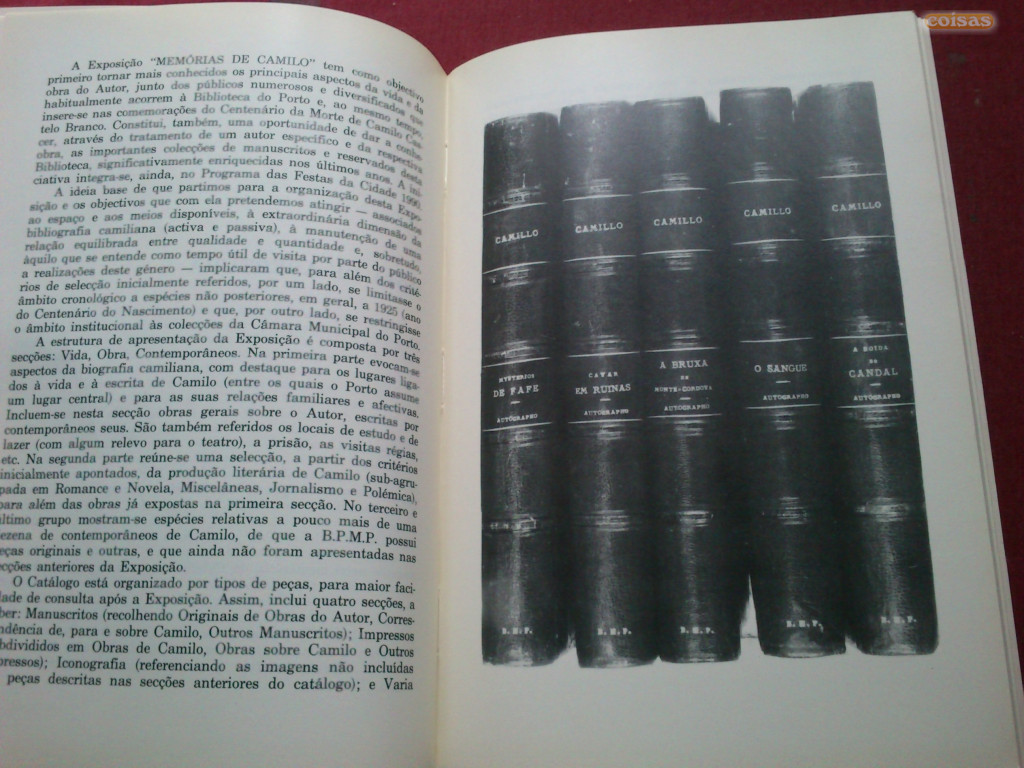 A Exposição "MEMÓRIAS DE CAMILO" tem como objectivo
primeiro tornar mais conhecidos os principais aspectos da vida e da
obra do Autor, junto dos públicos numerosos e diversificados que
habitualmente acorrem à Biblioteca do Porto e, ao mesmo tempo,
insere-se nas comemorações do Centenário da Morte de Camilo Cas-
telo Branco. Constitui, também, uma oportunidade de dar a conhe-
cer, através do tratamento de um autor específico e da respectiva
obra, as importantes colecções de manuscritos e reservados desta
Biblioteca, significativamente enriquecidas nos últimos anos. A ini-
ciativa integra-se, ainda, no Programa das Festas da Cidade 1990.
A ideia base de que partimos para a organização desta Expo-
sição e os objectivos que com ela pretendemos atingir — associados
ao espaço e aos meios disponíveis, à extraordinária dimensão da
bibliografia camiliana (activa e passiva), à manutenção de uma
relação equilibrada entre qualidade e quantidade e, sobretudo,
àquilo que se entende como tempo útil de visita por parte do público
a realizações deste género — implicaram que, para além dos crité-
rios de selecção inicialmente referidos, por um lado, se limitasse o
âmbito cronológico a espécies não posteriores, em geral, a 1925 (ano
do Centenário do Nascimento) e que, por outro lado, se restringisse
o âmbito institucional às colecções da Câmara Municipal do Porto.
A estrutura de apresentação da Exposição é composta por três
secções: Vida, Obra, Contemporâneos. Na primeira parte evocam-se
aspectos da biografia camiliana, com destaque para os lugares liga-
dos à vida e à escrita de Camilo (entre os quais o Porto assume
um lugar central) e para as suas relações familiares e afectivas.
Incluem-se nesta secção obras gerais sobre o Autor, escritas por
contemporâneos seus. São também referidos os locais de estudo e de
lazer (com algum relevo para o teatro), a prisão, as visitas régias,
etc. Na segunda parte reúne-se uma selecção, a partir dos critérios
inicialmente apontados, da produção literária de Camilo (sub-agru-
pada em Romance e Novela, Miscelâneas, Jornalismo e Polémica),
para além das obras já expostas na primeira secção. No terceiro e
último grupo mostram-se espécies relativas a pouco mais de uma
ezena de contemporâneos de Camilo, de que a B.P.M.P. possui
eças originais e outras, e que ainda não foram apresentadas nas
cções anteriores da Exposição.
O Catálogo está organizado por tipos de peças, para maior faci-
dade de consulta após a Exposição. Assim, inclui quatro secções, a
ber: Manuscritos (recolhendo Originais de Obras do Autor, Corres-
ndência de, para e sobre Camilo, Outros Manuscritos); Impressos
ubdivididos em Obras de Camilo, Obras sobre Camilo e Outros
pressos); Iconografia (referenciando as imagens não incluídas
peças descritas nas secções anteriores do catálogo); e Varia
CAMILLO
MYSTERIOS
DE FAFE
AUTOGRAPHO
B. M. P.
CAMILLO
CAVAR
EM RUINAS
AUTOGRAPHO
B. M. P.
CAMILLO
A BRUXA
DE
MONTE-CORDOVA
AUTOGRAPHO
B. M. P.
CAMILLO
O SANGUE
AUTOGRAPHO
B. M. P.
CAMILLO
A DOIDA
DO
CANDAL
AUTOGRAPHO
B. M. P.
coisas